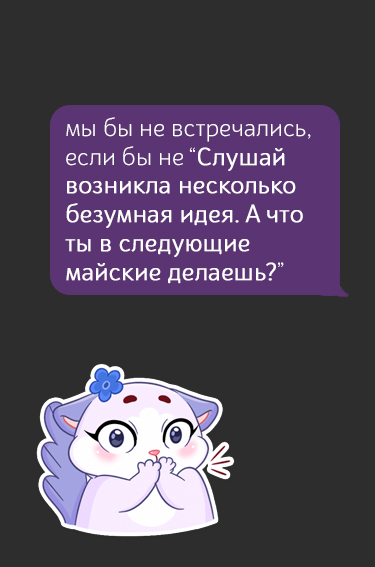 мы бы не встречались,
если бы не “Слушай
возникла несколько
безумная идея. А что
ты в следующие
майские делаешь?”